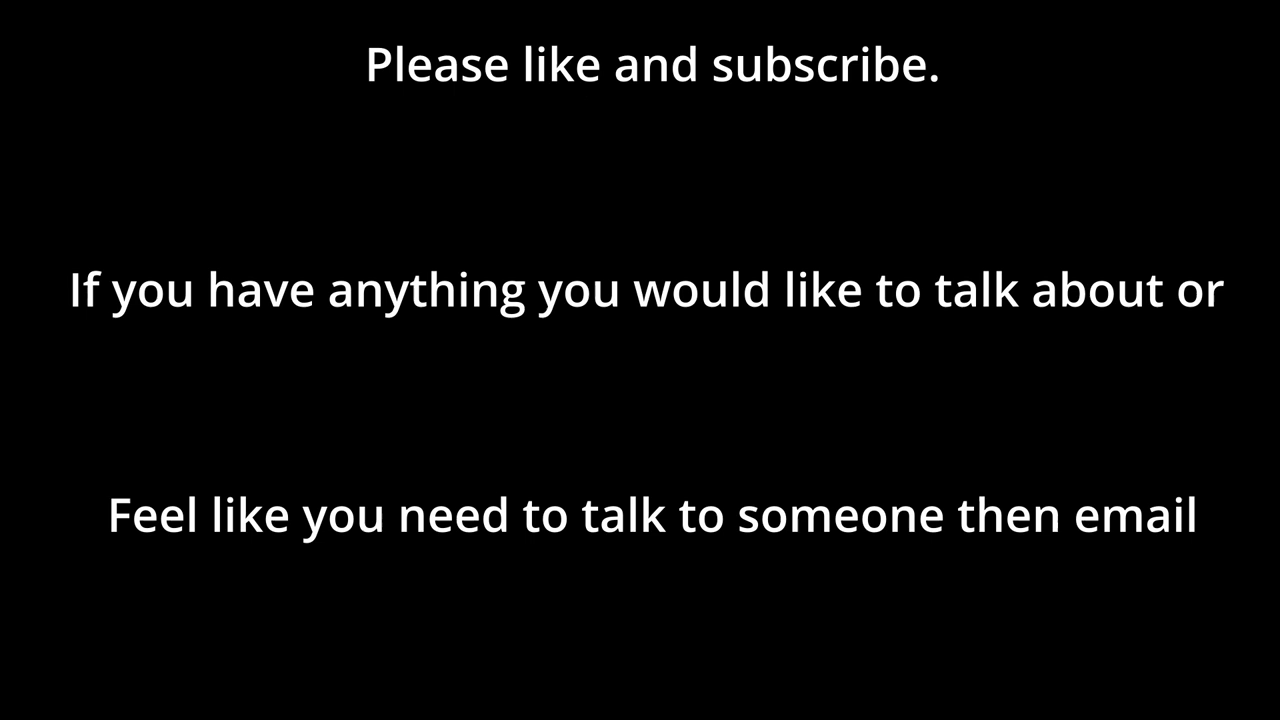 Please like and subscribe.
If you have anything you would like to talk about or
Feel like you need to talk to someone then email